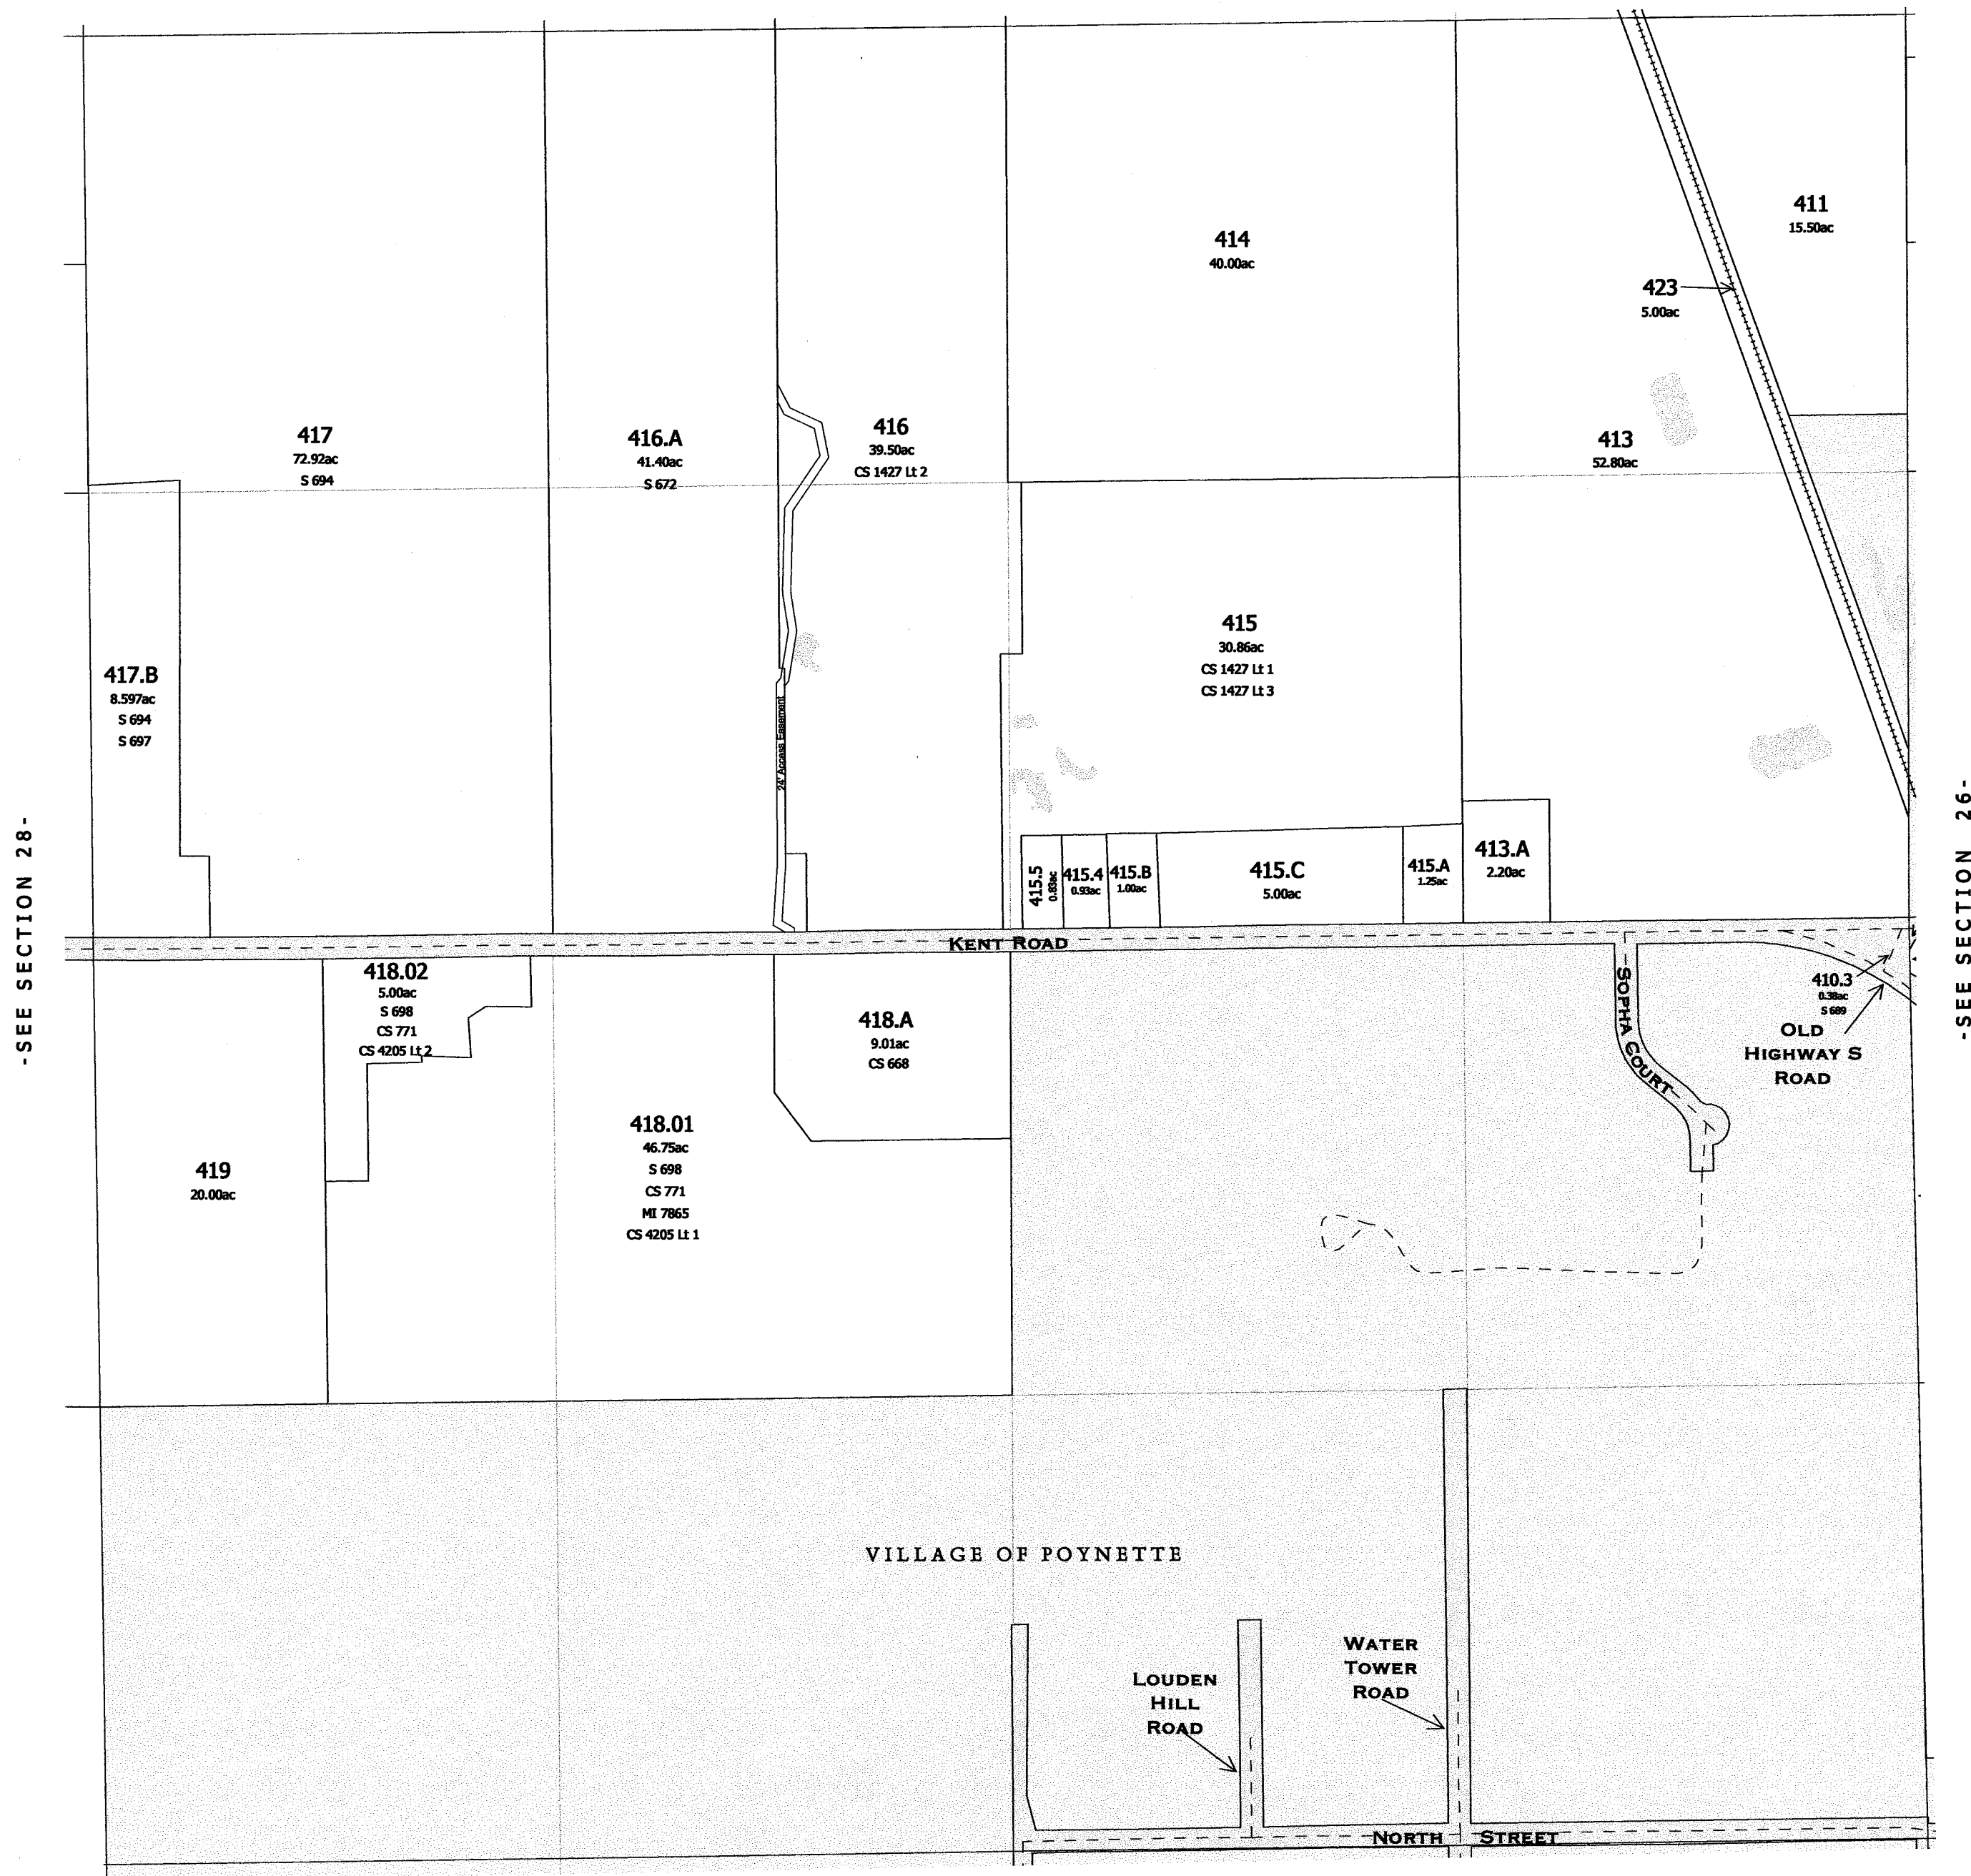 411
15.50ac
414
40.00ac
423
5.00ac
416
39.50ac
CS 1427 Lt 2
417
72.92ac
S 694
416.A
41.40ac
S 672
413
52.80ac
415
30.86ac
CS 1427 Lt 1
CS 1427 Lt 3
417.B
8.597ac
S 694
S 697
24' Access Easement
-SEE SECTION 28-
-SEE SECTION 26-
415.5
0.83ac
415.4
0.93ac
415.B
1.00ac
415.C
5.00ac
415.A
1.25ac
413.A
2.20ac
KENT ROAD
418.02
5.00ac
S 698
CS 771
CS 4205 Lt 2
418.A
9.01ac
CS 668
SOPHA COURT
410.3
0.38ac
S 689
OLD
HIGHWAY S
ROAD
418.01
46.75ac
S 698
CS 771
MI 7865
CS 4205 Lt 1
419
20.00ac
VILLAGE OF POYNETTE
LOUDEN
HILL
ROAD
WATER
TOWER
ROAD
NORTH STREET